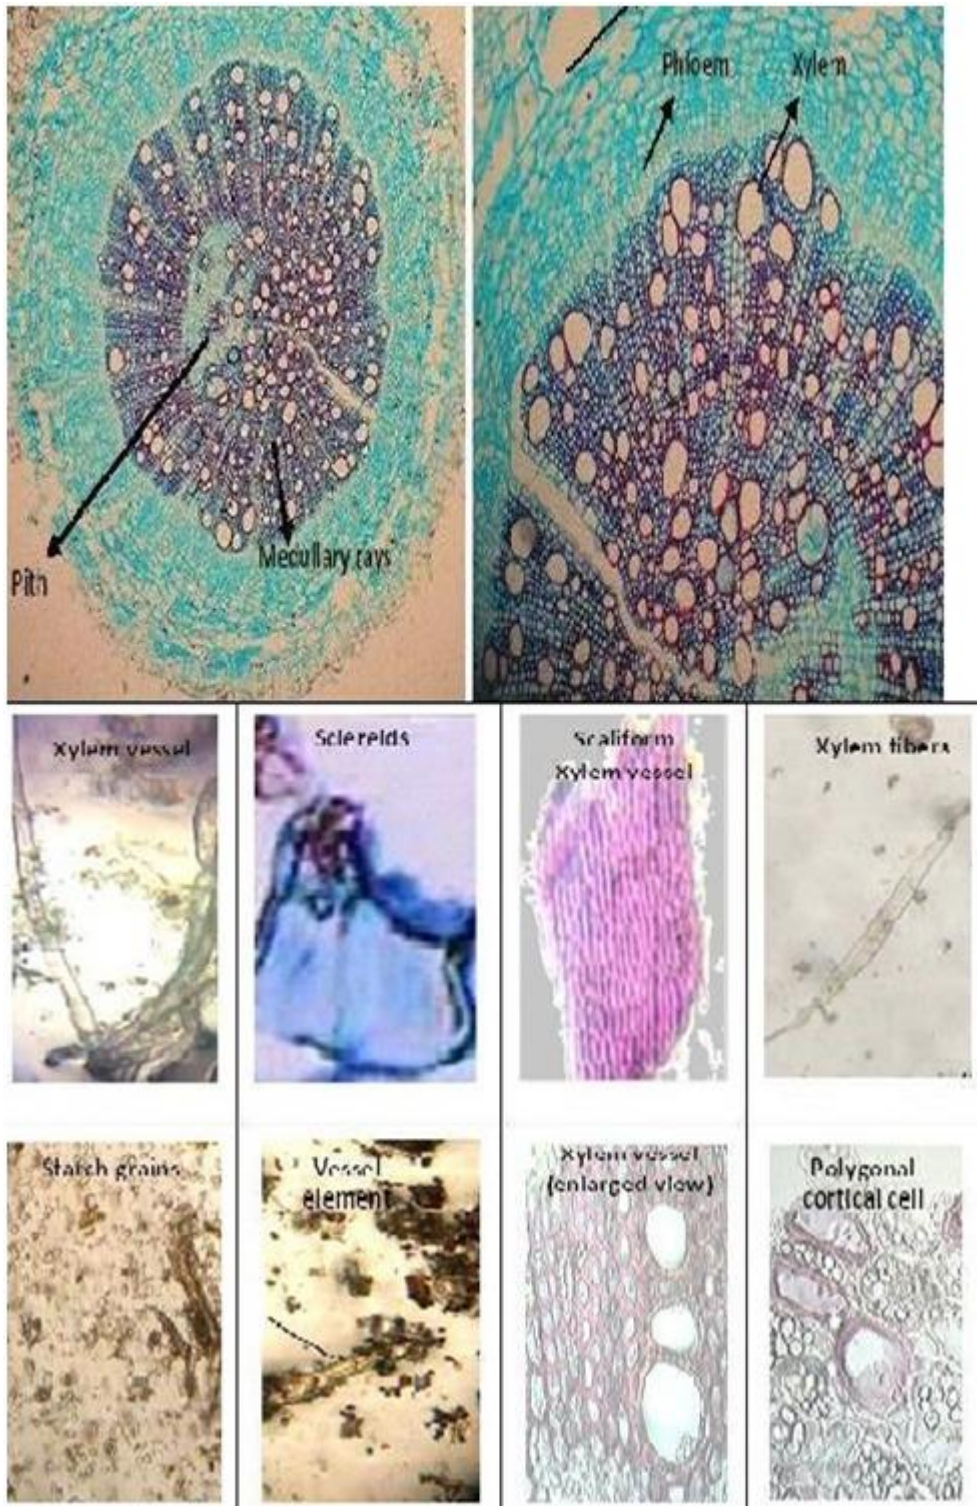 Phloem Xylem
Pith
Medullary rays
Xylem vessel
Sclereids
Scaliform
Xylem vessel
Xylem fibers
Starch grains
Vessel
element
Xylem vessel
(enlarged view)
Polygonal
cortical cell